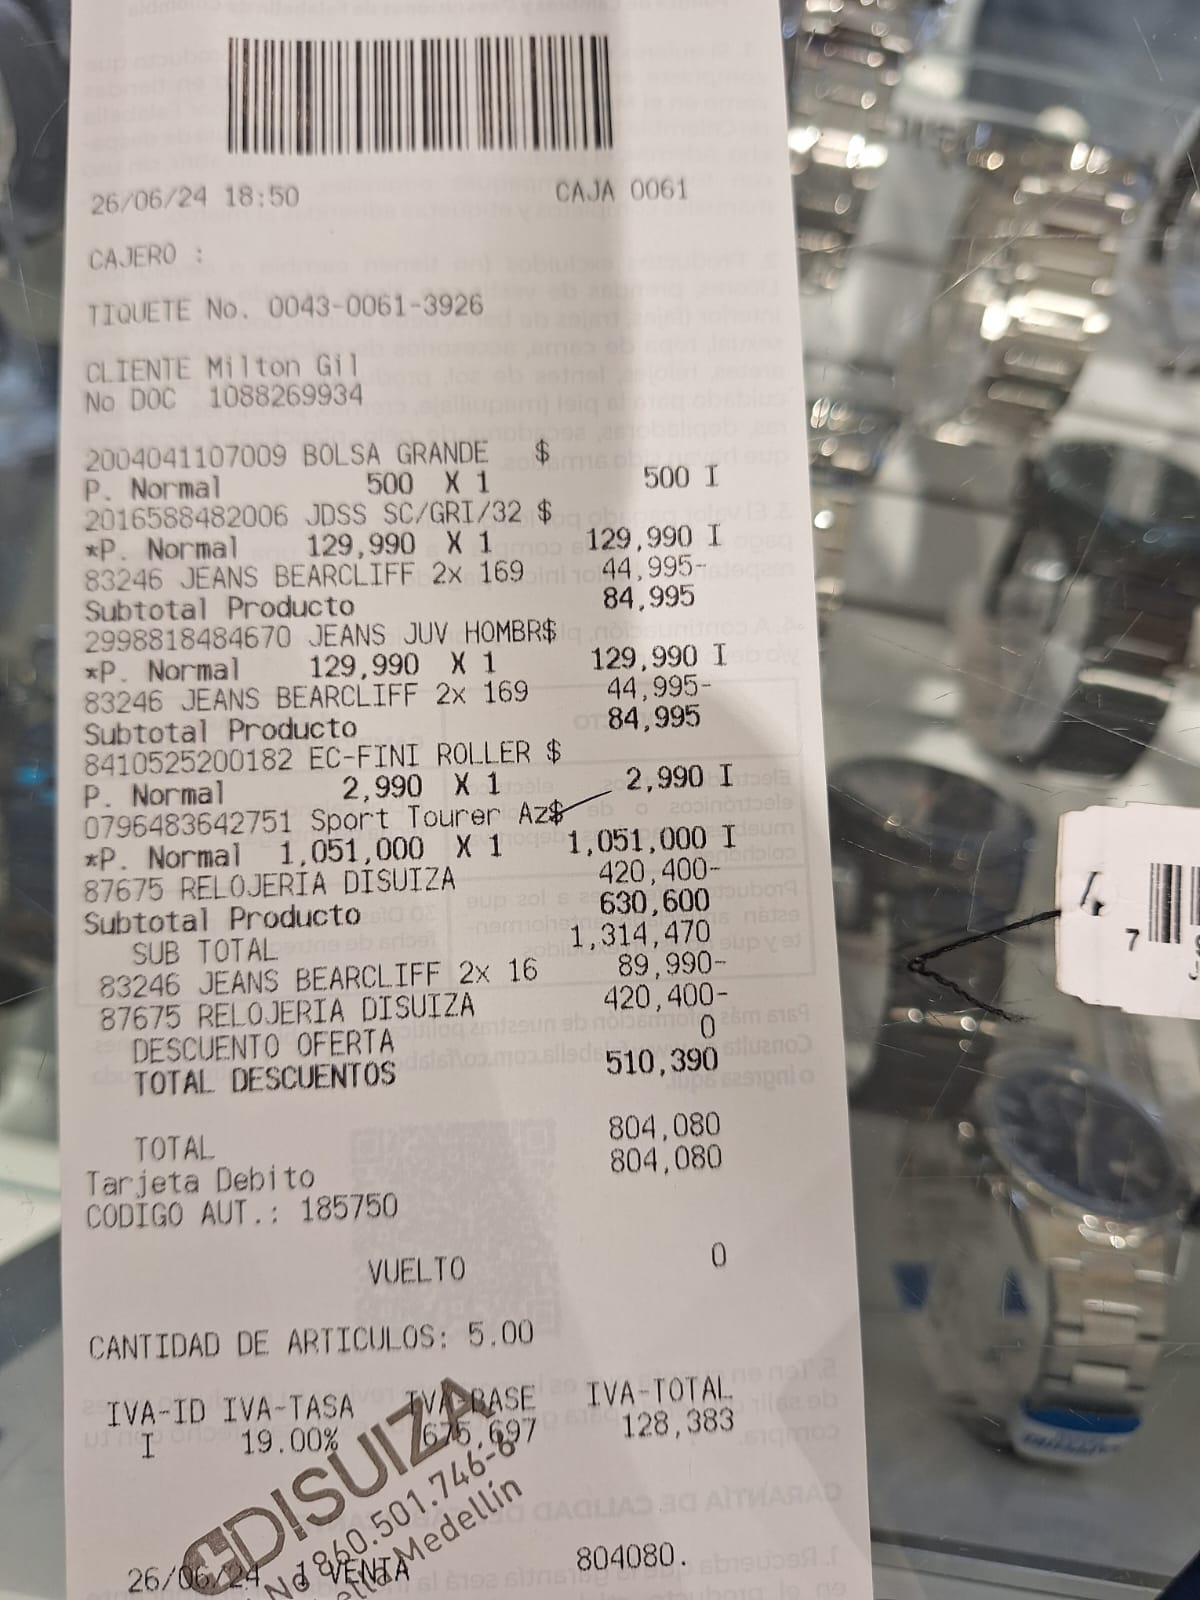 26/06/24 18:50 CAJA 0061
CAJERO :
TIQUETE No. 0043-0061-3926
CLIENTE Milton Gil
No DOC 1088269934
2004041107009 BOLSA GRANDE $
P. Normal 500 X 1 500 I
2016588482006 JDSS SC/GRI/32 $
*P. Normal 129,990 X 1 129,990 I
83246 JEANS BEARCLIFF 2x 169 44,995-
Subtotal Producto 84,995
2998818484670 JEANS JUV HOMBR$
*P. Normal 129,990 X 1 129,990 I
83246 JEANS BEARCLIFF 2x 169 44,995-
Subtotal Producto 84,995
8410525200182 EC-FINI ROLLER $
P. Normal 2,990 X 1 2,990 I
0796483642751 Sport Tourer Az$
*P. Normal 1,051,000 X 1 1,051,000 I
87675 RELOJERIA DISUIZA 420,400-
Subtotal Producto 630,600
SUB TOTAL 1,314,470
83246 JEANS BEARCLIFF 2x 16 89,990-
87675 RELOJERIA DISUIZA 420,400-
DESCUENTO OFERTA 0
TOTAL DESCUENTOS 510,390
TOTAL 804,080
Tarjeta Debito 804,080
CODIGO AUT.: 185750
VUELTO 0
CANTIDAD DE ARTICULOS: 5.00
IVA-ID IVA-TASA IVA-BASE IVA-TOTAL
I 19.00% 675,697 128,383
DISUIZA
860.501.746-6
Medellín
26/06/24 1 VENTA 804080.
7